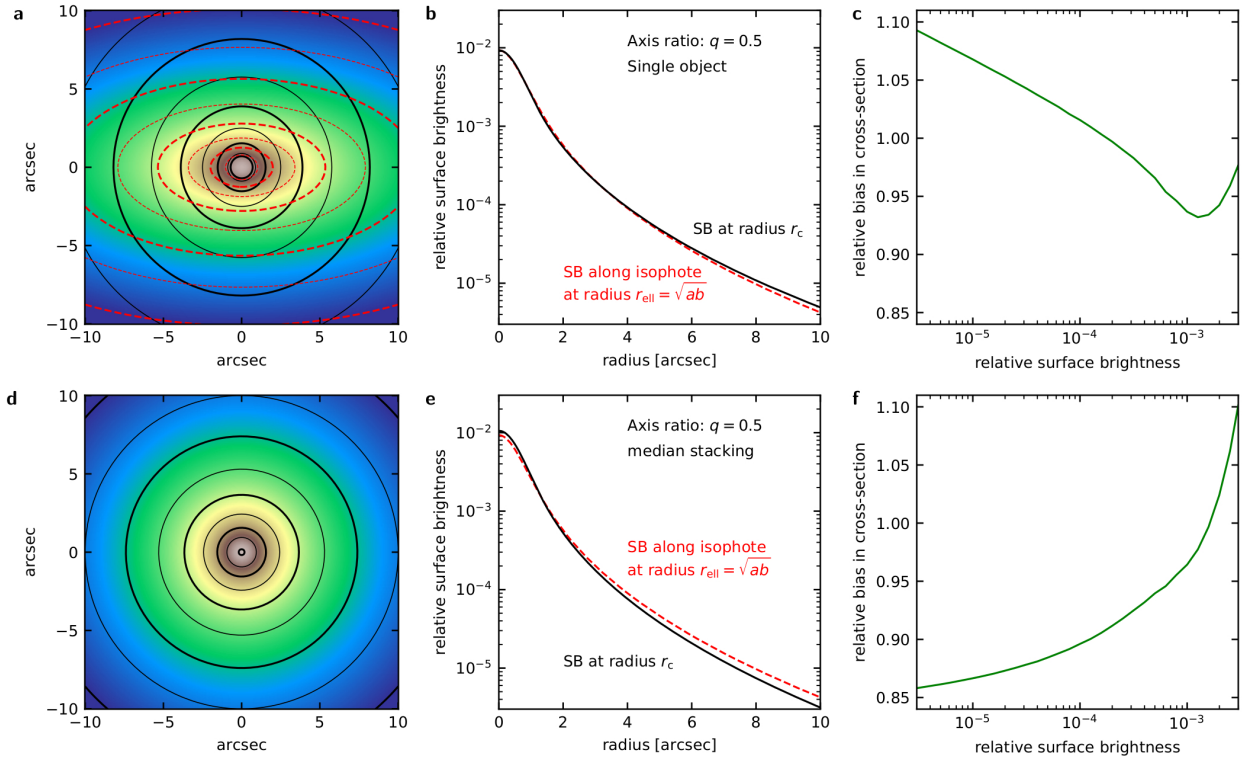 a
10
5
0
−5
−10
arcsec
−10 −5 0 5 10
arcsec
b
10⁻²
10⁻³
10⁻⁴
10⁻⁵
relative surface brightness
Axis ratio: q = 0.5
Single object
SB at radius r_c
SB along isophote
at radius r_ell = √ab
0 2 4 6 8 10
radius [arcsec]
c
1.10
1.05
1.00
0.95
0.90
0.85
relative bias in cross-section
10⁻⁵ 10⁻⁴ 10⁻³
relative surface brightness
d
10
5
0
−5
−10
arcsec
−10 −5 0 5 10
arcsec
e
10⁻²
10⁻³
10⁻⁴
10⁻⁵
relative surface brightness
Axis ratio: q = 0.5
median stacking
SB along isophote
at radius r_ell = √ab
SB at radius r_c
0 2 4 6 8 10
radius [arcsec]
f
1.10
1.05
1.00
0.95
0.90
0.85
relative bias in cross-section
10⁻⁵ 10⁻⁴ 10⁻³
relative surface brightness